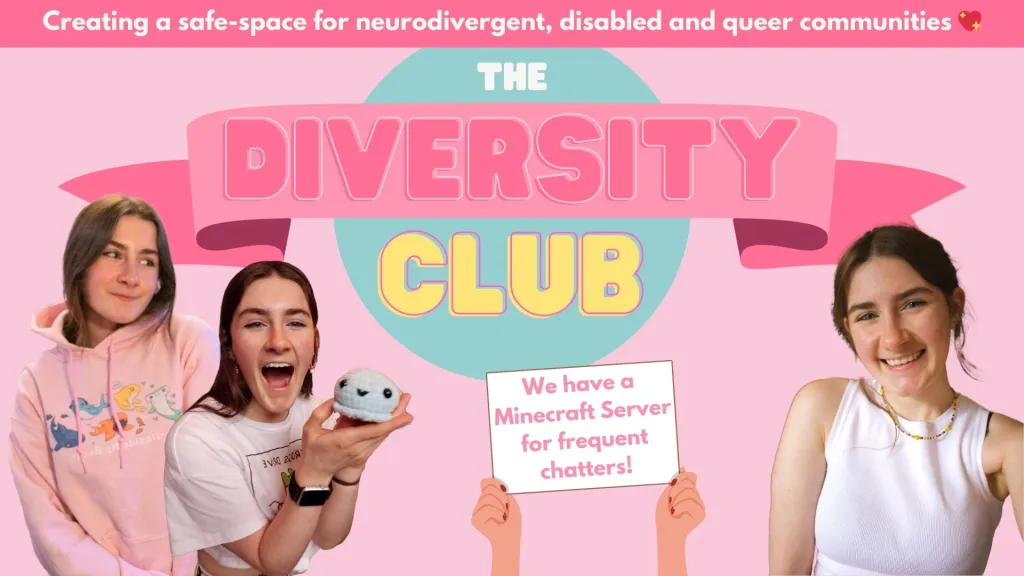 Creating a safe-space for neurodivergent, disabled and queer communities 💖
THE
DIVERSITY
CLUB
We have a
Minecraft Server
for frequent
chatters!